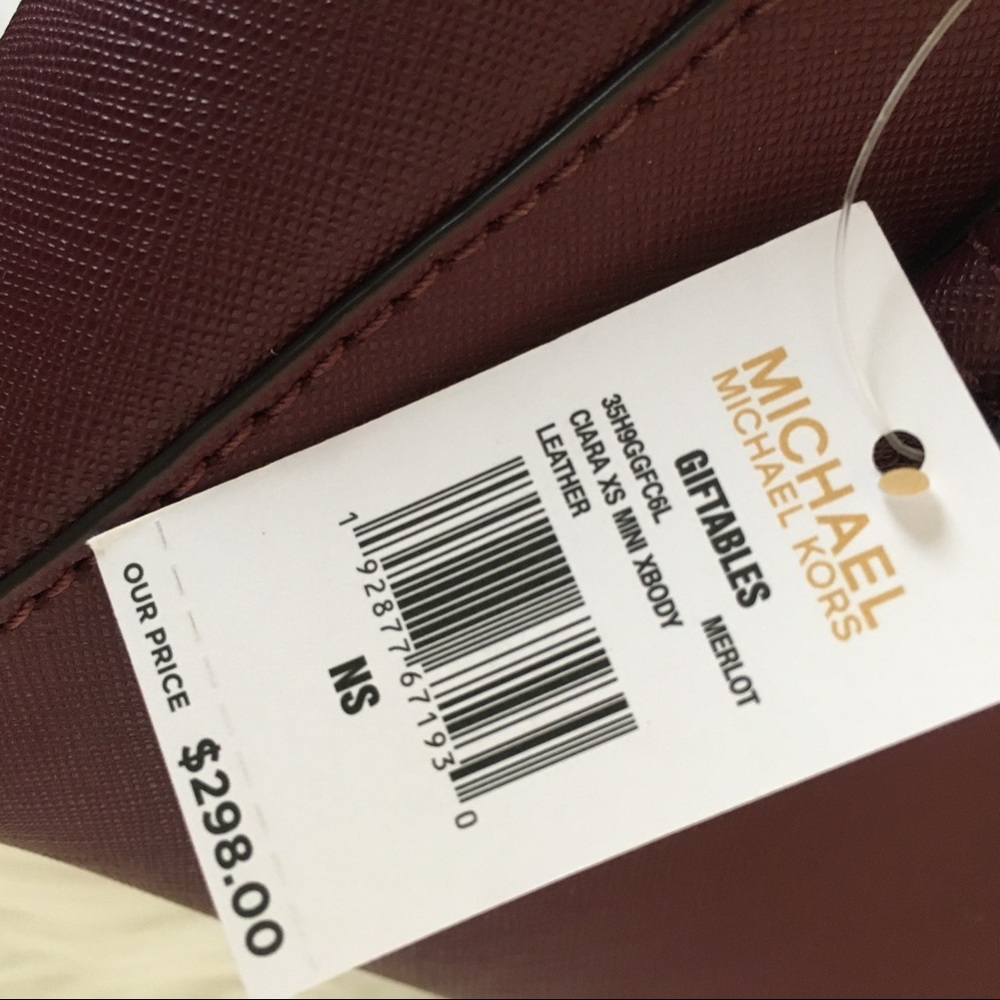 MICHAEL
MICHAEL KORS
GIFTABLES
35H9GGFC6L MERLOT
CIARA XS MINI XBODY
LEATHER
1 92877 67193 0
NS
OUR PRICE $298.00